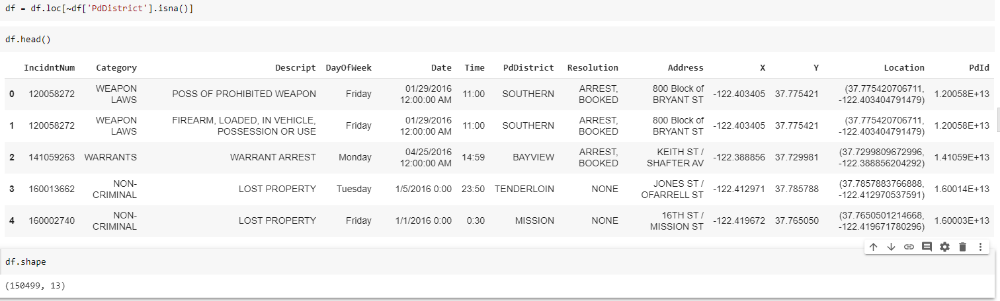 df = df.loc[~df['PdDistrict'].isna()]
df.head()
IncidntNum Category Descript DayOfWeek Date Time PdDistrict Resolution Address X Y Location PdId
0 120058272 WEAPON LAWS POSS OF PROHIBITED WEAPON Friday 01/29/2016 12:00:00 AM 11:00 SOUTHERN ARREST, BOOKED 800 Block of BRYANT ST -122.403405 37.775421 (37.775420706711, -122.403404791479) 1.20058E+13
1 120058272 WEAPON LAWS FIREARM, LOADED, IN VEHICLE, POSSESSION OR USE Friday 01/29/2016 12:00:00 AM 11:00 SOUTHERN ARREST, BOOKED 800 Block of BRYANT ST -122.403405 37.775421 (37.775420706711, -122.403404791479) 1.20058E+13
2 141059263 WARRANTS WARRANT ARREST Monday 04/25/2016 12:00:00 AM 14:59 BAYVIEW ARREST, BOOKED KEITH ST / SHAFTER AV -122.388856 37.729981 (37.7299809672996, -122.388856204292) 1.41059E+13
3 160013662 NON-CRIMINAL LOST PROPERTY Tuesday 1/5/2016 0:00 23:50 TENDERLOIN NONE JONES ST / OFARRELL ST -122.412971 37.785788 (37.7857883766888, -122.412970537591) 1.60014E+13
4 160002740 NON-CRIMINAL LOST PROPERTY Friday 1/1/2016 0:00 0:30 MISSION NONE 16TH ST / MISSION ST -122.419672 37.765050 (37.7650501214668, -122.419671780296) 1.60003E+13
df.shape
(150499, 13)